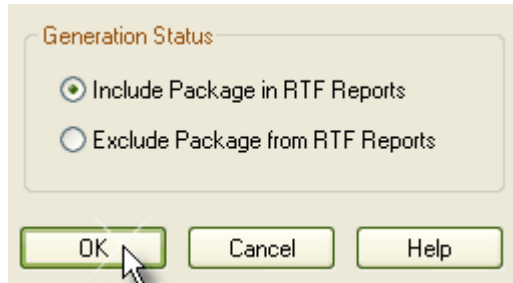 Generation Status
Include Package in RTF Reports
Exclude Package from RTF Reports
OK Cancel Help